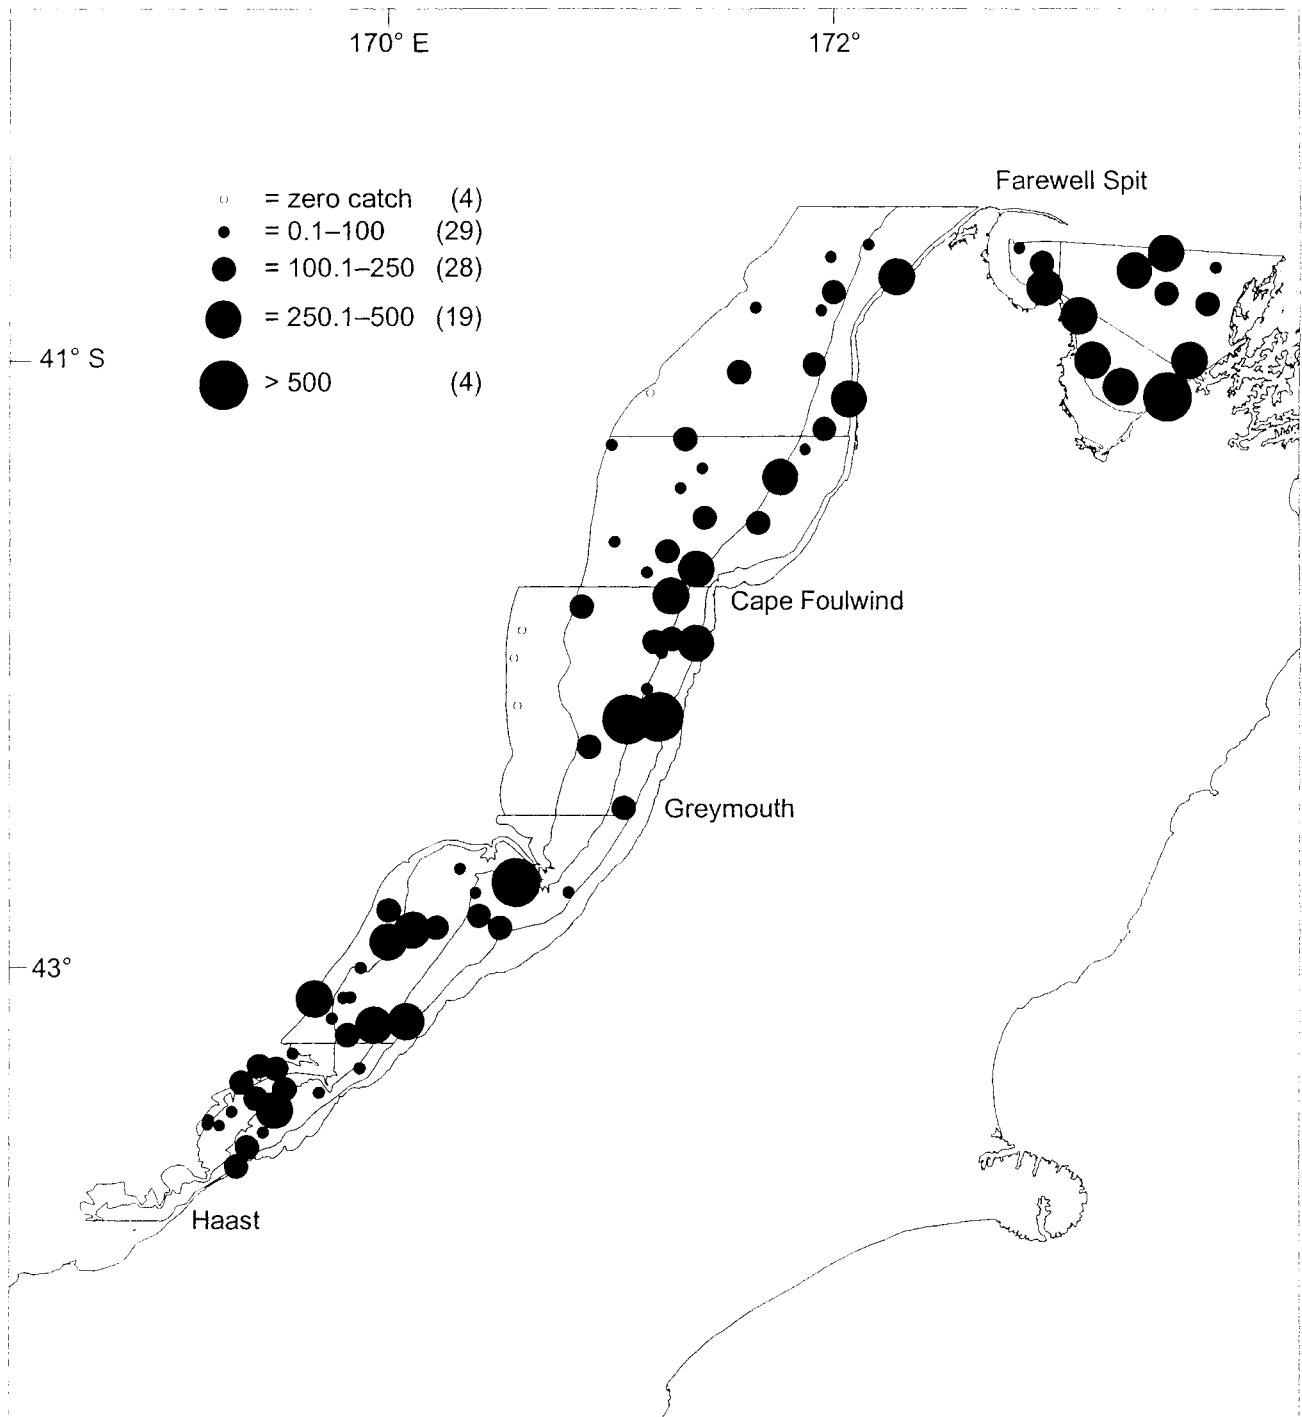 170° E
172°
Farewell Spit
= zero catch (4)
= 0.1–100 (29)
= 100.1–250 (28)
= 250.1–500 (19)
> 500 (4)
41° S
Cape Foulwind
Greymouth
43°
Haast